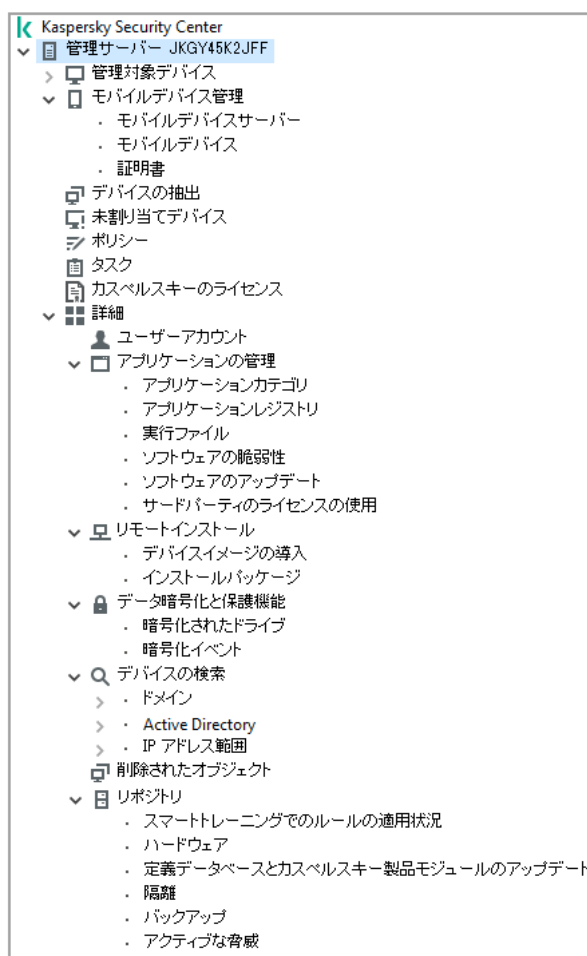 Kaspersky Security Center
管理サーバー JKGY45K2JFF
管理対象デバイス
モバイルデバイス管理
モバイルデバイスサーバー
モバイルデバイス
証明書
デバイスの抽出
未割り当てデバイス
ポリシー
タスク
カスペルスキーのライセンス
詳細
ユーザーアカウント
アプリケーションの管理
アプリケーションカテゴリ
アプリケーションレジストリ
実行ファイル
ソフトウェアの脆弱性
ソフトウェアのアップデート
サードパーティのライセンスの使用
リモートインストール
デバイスイメージの導入
インストールパッケージ
データ暗号化と保護機能
暗号化されたドライブ
暗号化イベント
デバイスの検索
ドメイン
Active Directory
IP アドレス範囲
削除されたオブジェクト
リポジトリ
スマートトレーニングでのルールの適用状況
ハードウェア
定義データベースとカスペルスキー製品モジュールのアップデート
隔離
バックアップ
アクティブな脅威